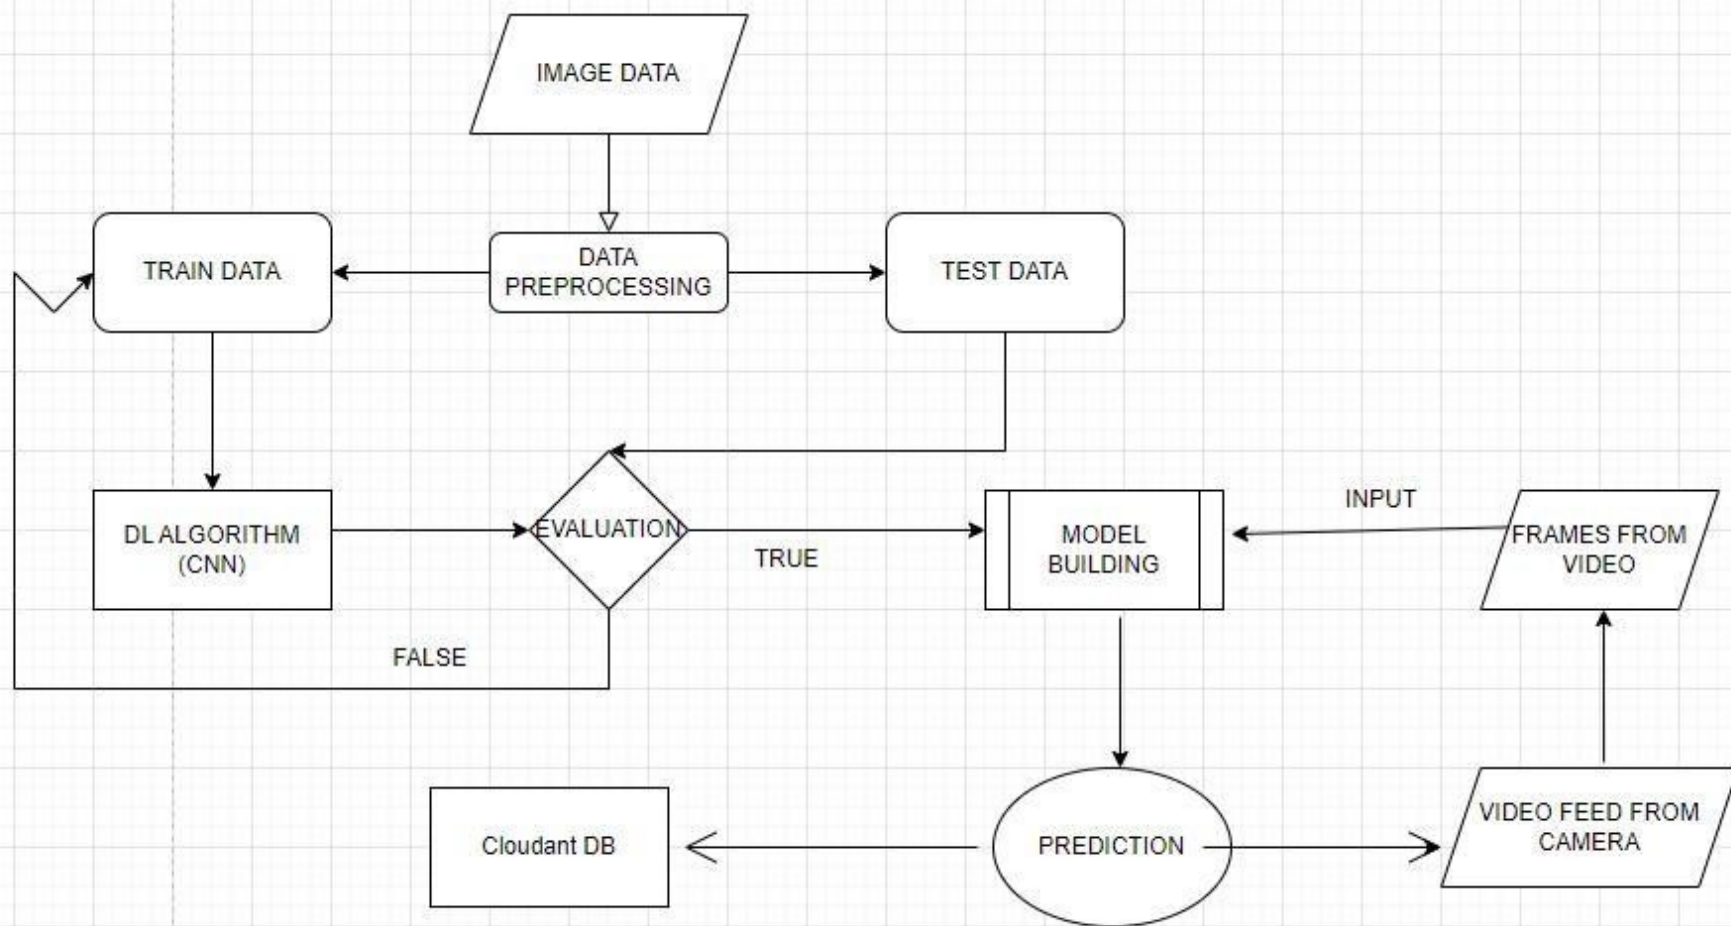 IMAGE DATA
TRAIN DATA
DATA
PREPROCESSING
TEST DATA
DL ALGORITHM
(CNN)
EVALUATION
TRUE
MODEL
BUILDING
INPUT
FRAMES FROM
VIDEO
FALSE
Cloudant DB
PREDICTION
VIDEO FEED FROM
CAMERA